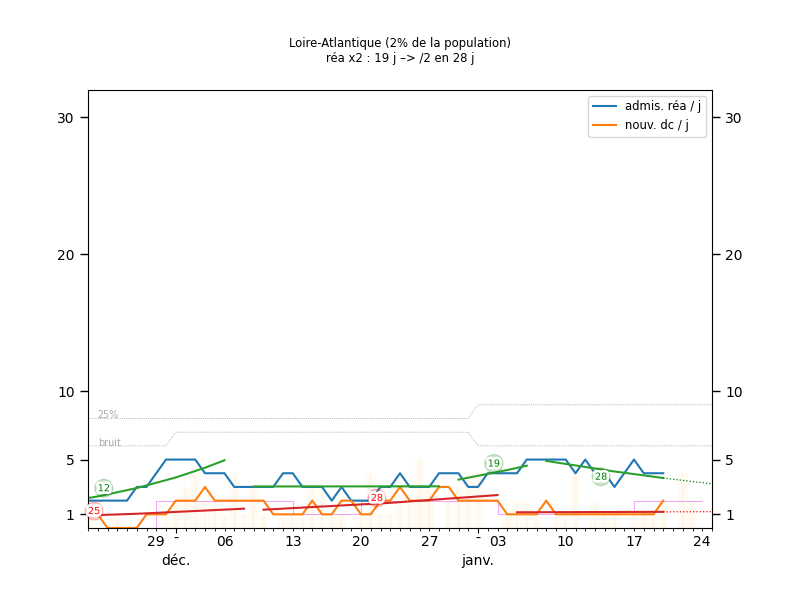 Loire-Atlantique (2% de la population)
réa x2 : 19 j –> /2 en 28 j
admis. réa / j
nouv. dc / j
30 30
20 20
10 10
25%
bruit
5 5
12 19 28
28
25
1 1
29 - 06 13 20 27 - 03 10 17 24
déc. janv.